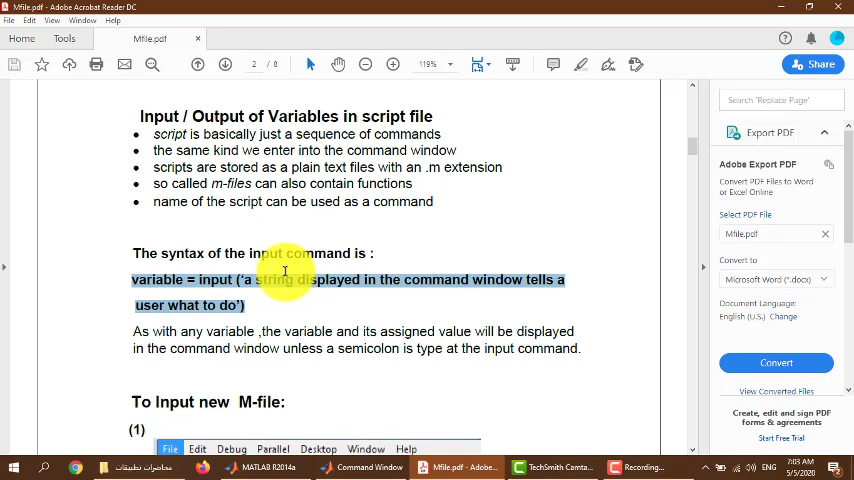 Mfile.pdf - Adobe Acrobat Reader DC
File Edit View Window Help
Home Tools Mfile.pdf ×
2 / 8 119% Share
Input / Output of Variables in script file
• script is basically just a sequence of commands
• the same kind we enter into the command window
• scripts are stored as a plain text files with an .m extension
• so called m-files can also contain functions
• name of the script can be used as a command
The syntax of the input command is :
variable = input (‘a string displayed in the command window tells a
user what to do’)
As with any variable ,the variable and its assigned value will be displayed
in the command window unless a semicolon is type at the input command.
To Input new M-file:
(1)
File Edit Debug Parallel Desktop Window Help
Search 'Replace Page'
Export PDF
Adobe Export PDF
Convert PDF Files to Word
or Excel Online
Select PDF File
Mfile.pdf
Convert to
Microsoft Word (*.docx)
Document Language:
English (U.S.) Change
Convert
View Converted Files
Create, edit and sign PDF
forms & agreements
Start Free Trial
محاضرات تطبيقات
MATLAB R2014a
Command Window
Mfile.pdf - Adobe...
TechSmith Camta...
Recording...
ENG
7:03 AM
5/5/2020
2